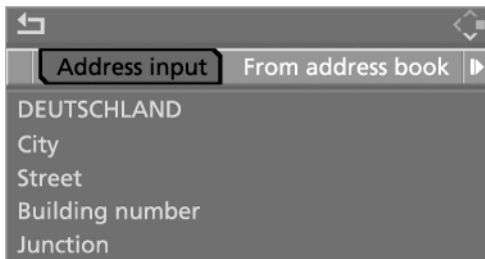 Address input From address book
DEUTSCHLAND
City
Street
Building number
Junction